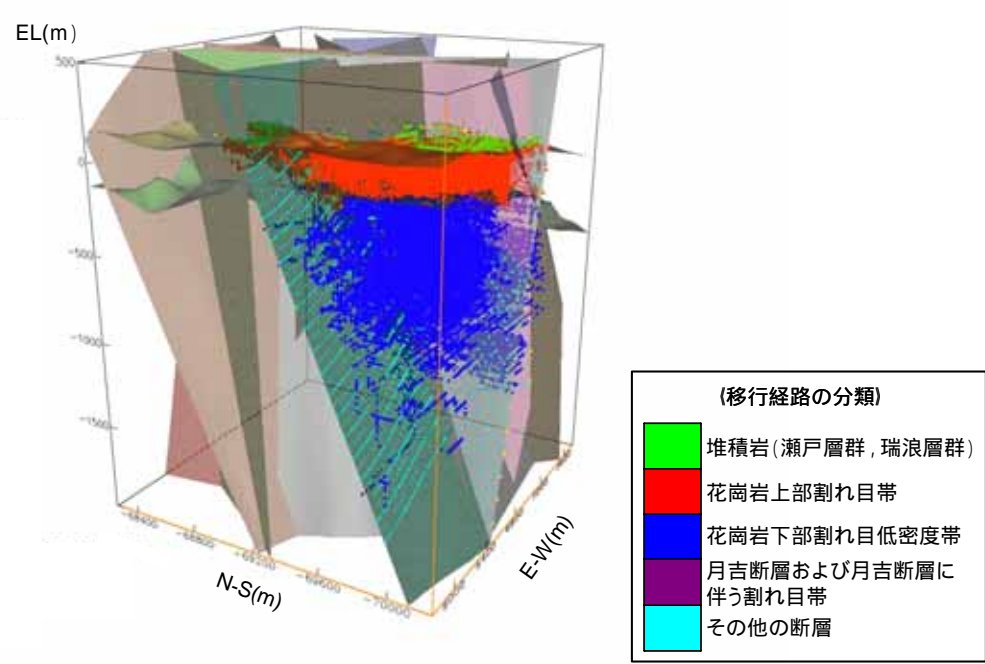 EL(m)
500
0
-500
-1000
-1500
-68400
-68800
-69200
-69600
-70000
N-S(m)
E-W(m)
(移行経路の分類)
堆積岩(瀬戸層群,瑞浪層群)
花崗岩上部割れ目帯
花崗岩下部割れ目低密度帯
月吉断層および月吉断層に
伴う割れ目帯
その他の断層